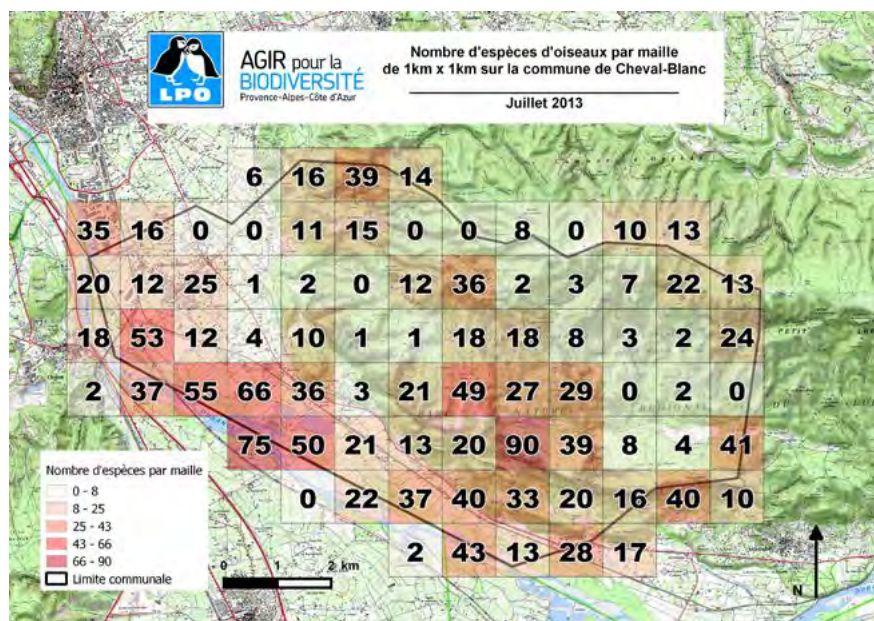 LPO
AGIR pour la
BIODIVERSITÉ
Provence-Alpes-Côte d'Azur
Nombre d'espèces d'oiseaux par maille
de 1km x 1km sur la commune de Cheval-Blanc
Juillet 2013
6 16 39 14
35 16 0 0 11 15 0 0 8 0 10 13
20 12 25 1 2 0 12 36 2 3 7 22 13
18 53 12 4 10 1 1 18 18 8 3 2 24
2 37 55 66 36 3 21 49 27 29 0 2 0
75 50 21 13 20 90 39 8 4 41
0 22 37 40 33 20 16 40 10
2 43 13 28 17
Nombre d'espèces par maille
0 - 8
8 - 25
25 - 43
43 - 66
66 - 90
Limite communale
0 1 2 km
N